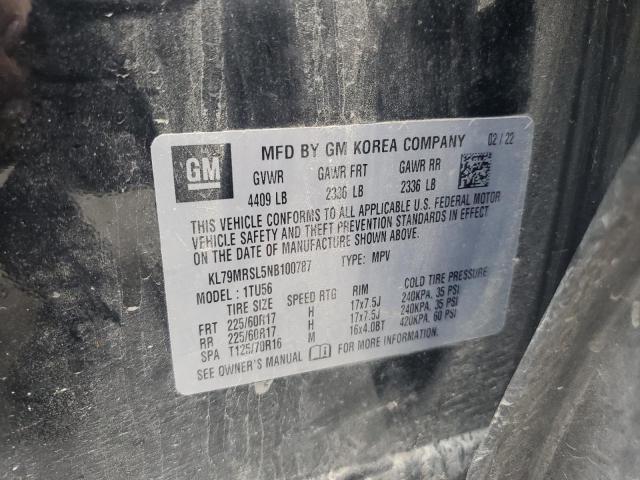 GM
MFD BY GM KOREA COMPANY 02/22
GVWR GAWR FRT GAWR RR
4409 LB 2336 LB 2336 LB
THIS VEHICLE CONFORMS TO ALL APPLICABLE U.S. FEDERAL MOTOR
VEHICLE SAFETY AND THEFT PREVENTION STANDARDS IN EFFECT
ON THE DATE OF MANUFACTURE SHOWN ABOVE.
KL79MRSL5NB100787 TYPE: MPV
MODEL: 1TU56
TIRE SIZE SPEED RTG RIM COLD TIRE PRESSURE
FRT 225/60R17 H 17x7.5J 240KPA, 35 PSI
RR 225/60R17 H 17x7.5J 240KPA, 35 PSI
SPA T125/70R16 M 16x4.0BT 420KPA, 60 PSI
SEE OWNER'S MANUAL FOR MORE INFORMATION.